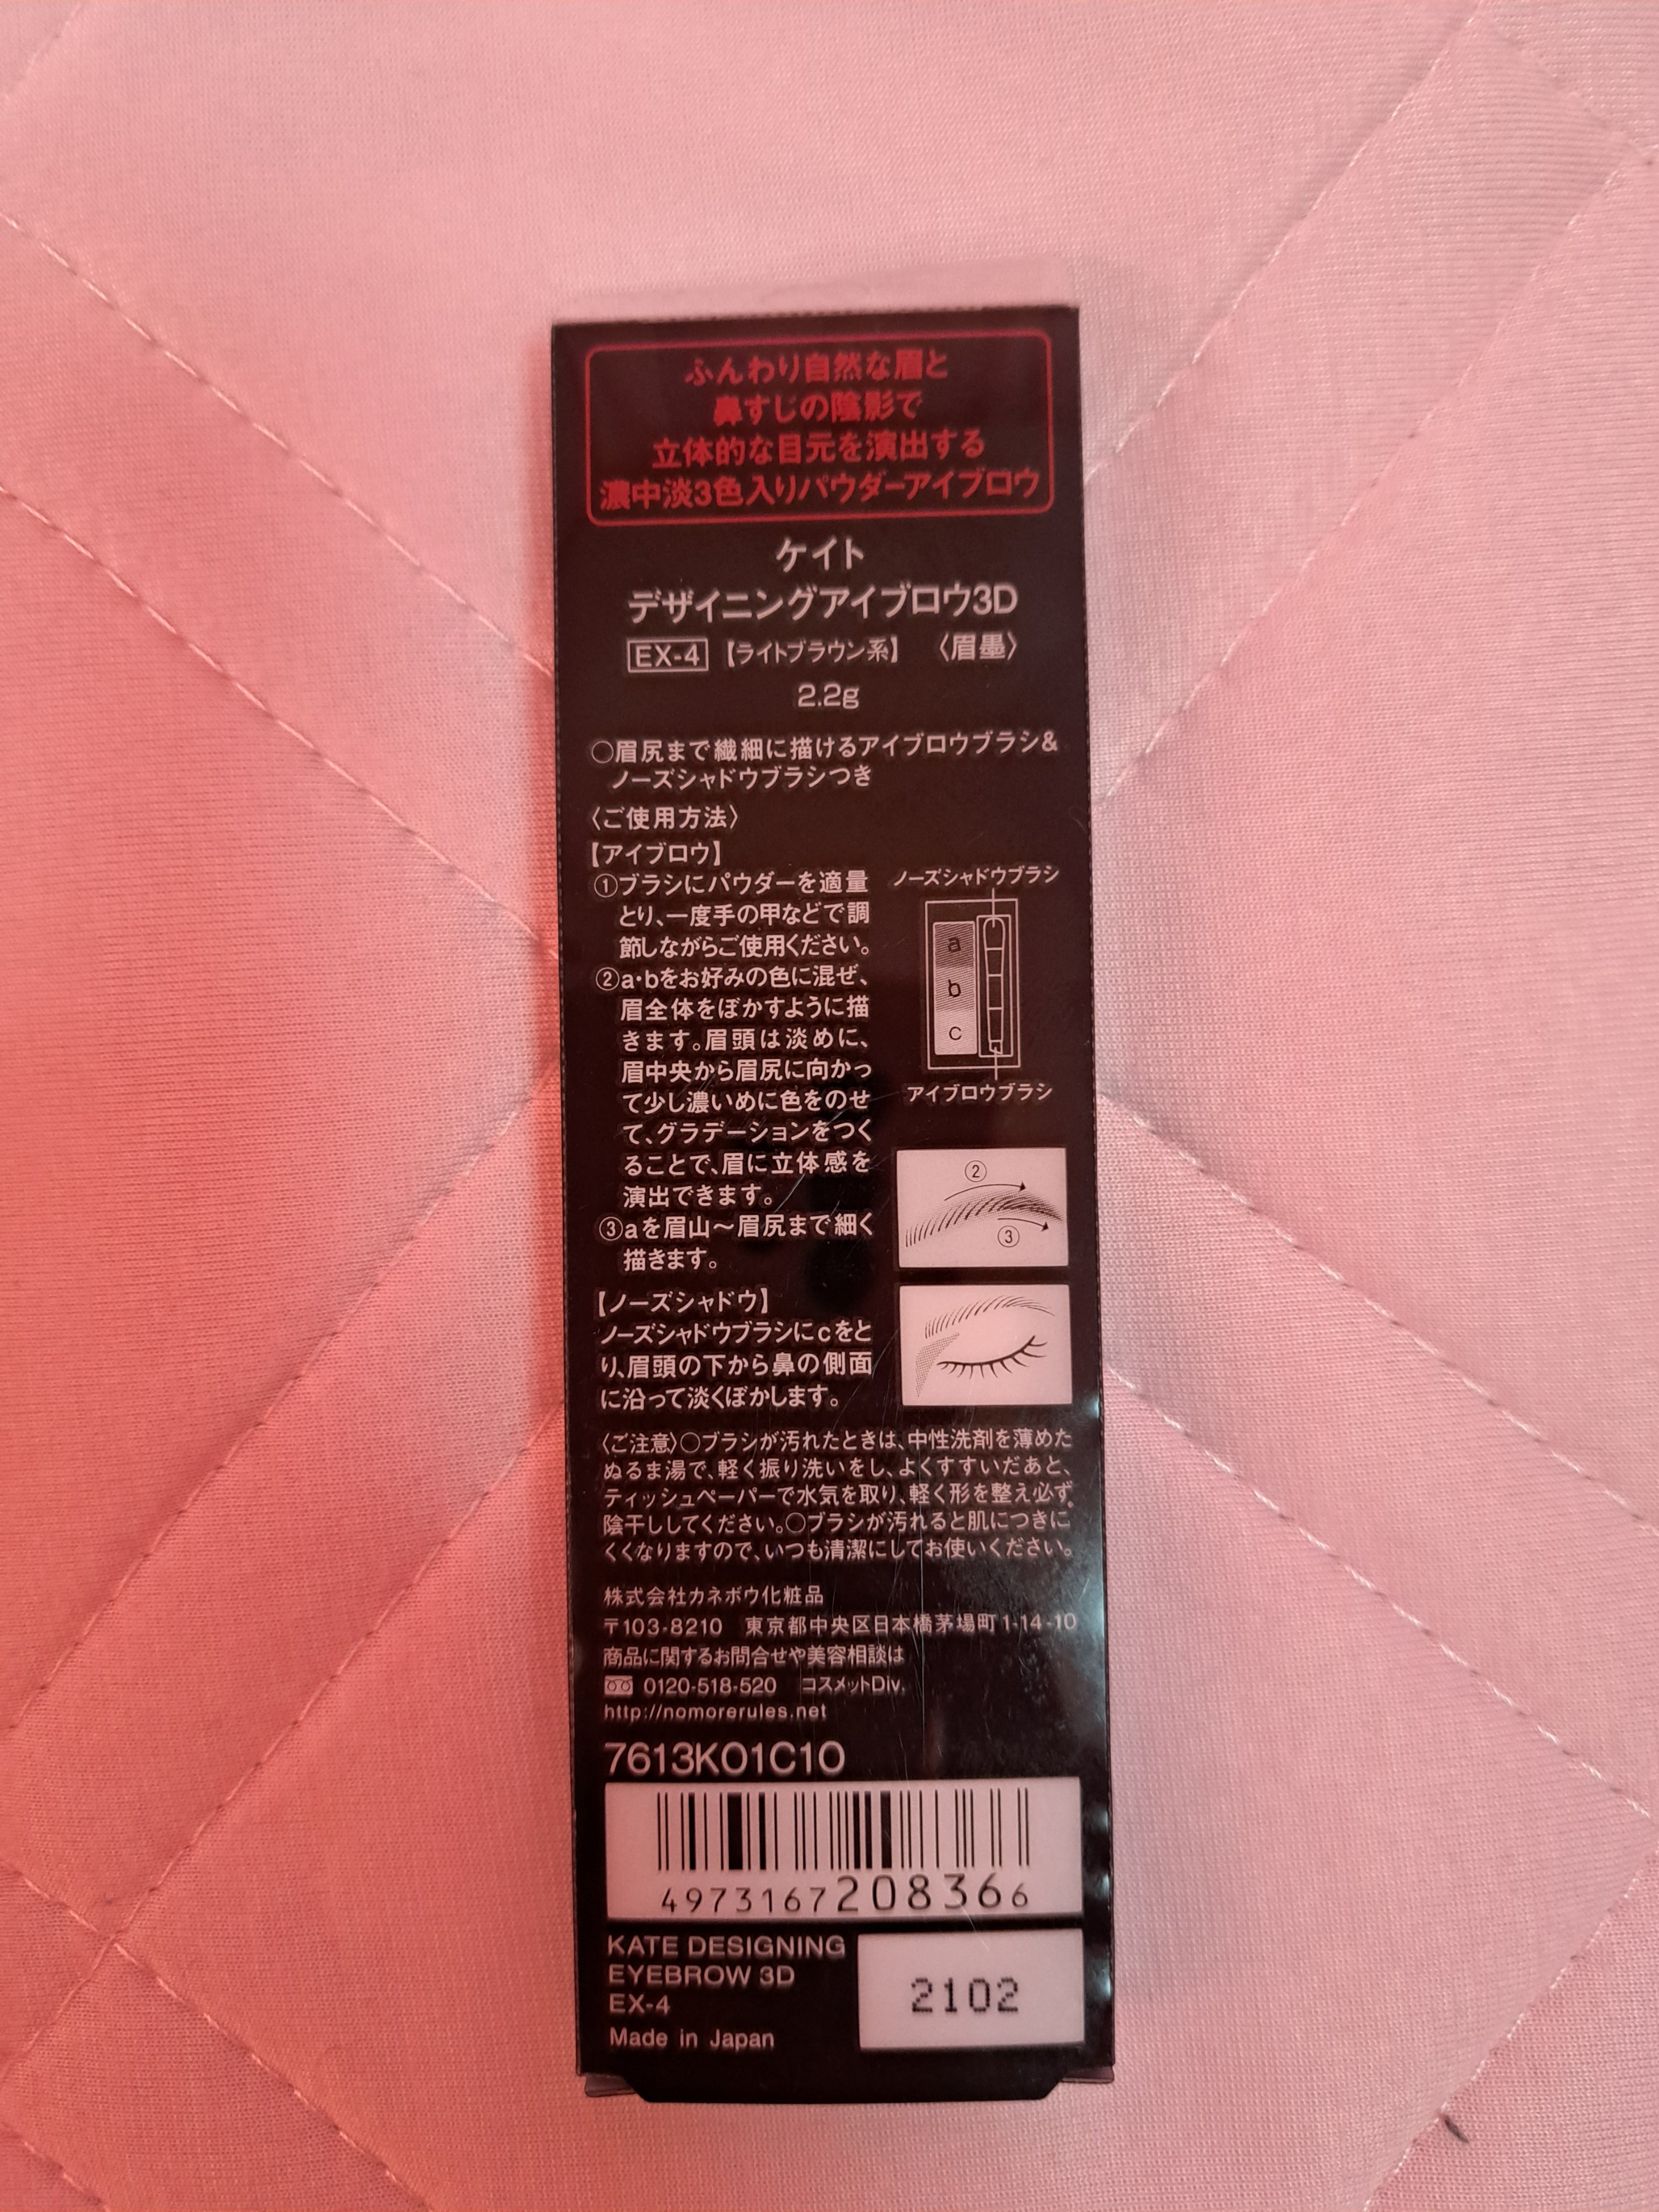 ふんわり自然な眉と
鼻すじの陰影で
立体的な目元を演出する
濃中淡3色入りパウダーアイブロウ
ケイト
デザイニングアイブロウ3D
EX-4 【ライトブラウン系】 〈眉墨〉
2.2g
○眉尻まで繊細に描けるアイブロウブラシ&
ノーズシャドウブラシつき
〈ご使用方法〉
【アイブロウ】
①ブラシにパウダーを適量
とり、一度手の甲などで調
節しながらご使用ください。
②a・bをお好みの色に混ぜ、
眉全体をぼかすように描
きます。眉頭は淡めに、
眉中央から眉尻に向かっ
て少し濃いめに色をのせ
て、グラデーションをつく
ることで、眉に立体感を
演出できます。
③aを眉山〜眉尻まで細く
描きます。
ノーズシャドウブラシ
a
b
c
アイブロウブラシ
②
③
【ノーズシャドウ】
ノーズシャドウブラシにcをと
り、眉頭の下から鼻の側面
に沿って淡くぼかします。
〈ご注意〉○ブラシが汚れたときは、中性洗剤を薄めた
ぬるま湯で、軽く振り洗いをし、よくすすいだあと、
ティッシュペーパーで水気を取り、軽く形を整え必ず、
陰干ししてください。○ブラシが汚れると肌につきに
くくなりますので、いつも清潔にしてお使いください。
株式会社カネボウ化粧品
〒103-8210 東京都中央区日本橋茅場町1-14-10
商品に関するお問合せや美容相談は
0120-518-520 コスメットDiv.
http://nomorerules.net
7613K01C10
4973167208366
KATE DESIGNING
EYEBROW 3D
EX-4
Made in Japan
2102